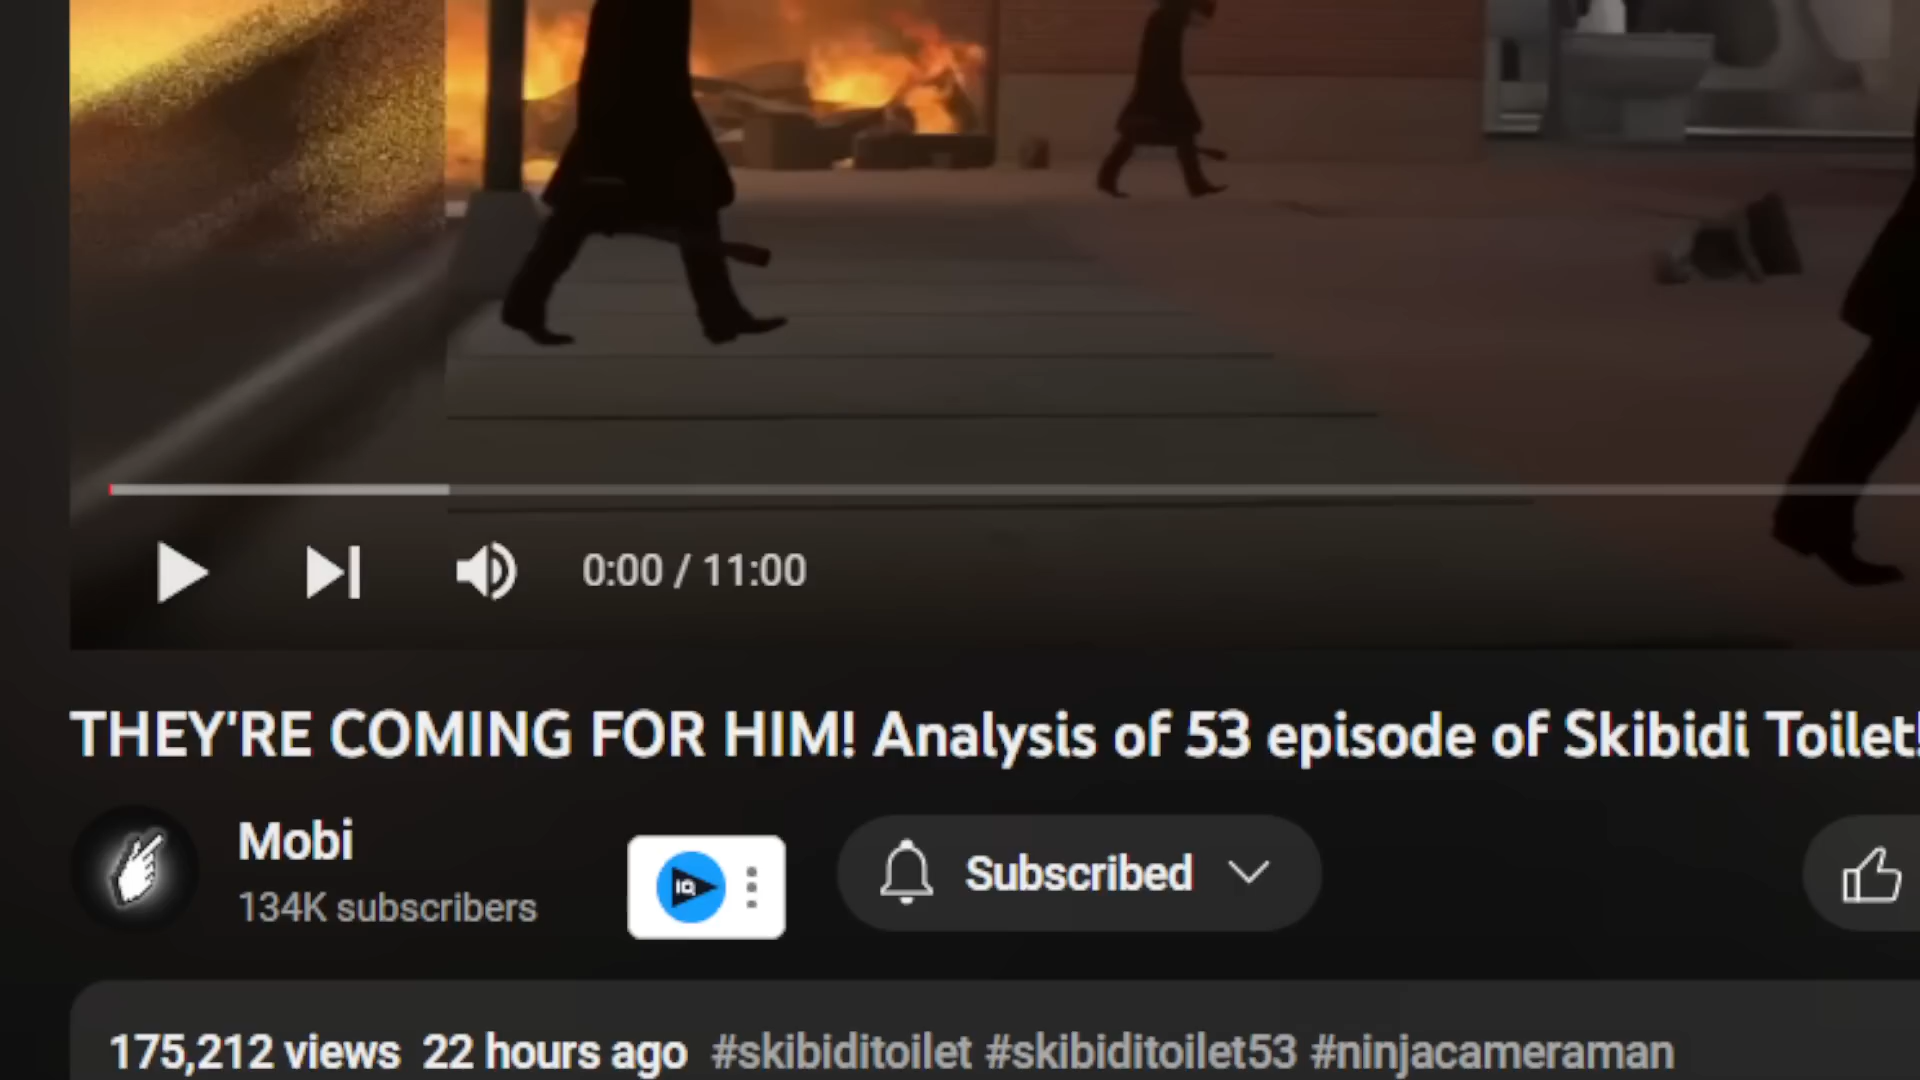 0:00 / 11:00
THEY'RE COMING FOR HIM! Analysis of 53 episode of Skibidi Toilet!
Mobi
134K subscribers
IQ
Subscribed
175,212 views 22 hours ago #skibiditoilet #skibiditoilet53 #ninjacameraman